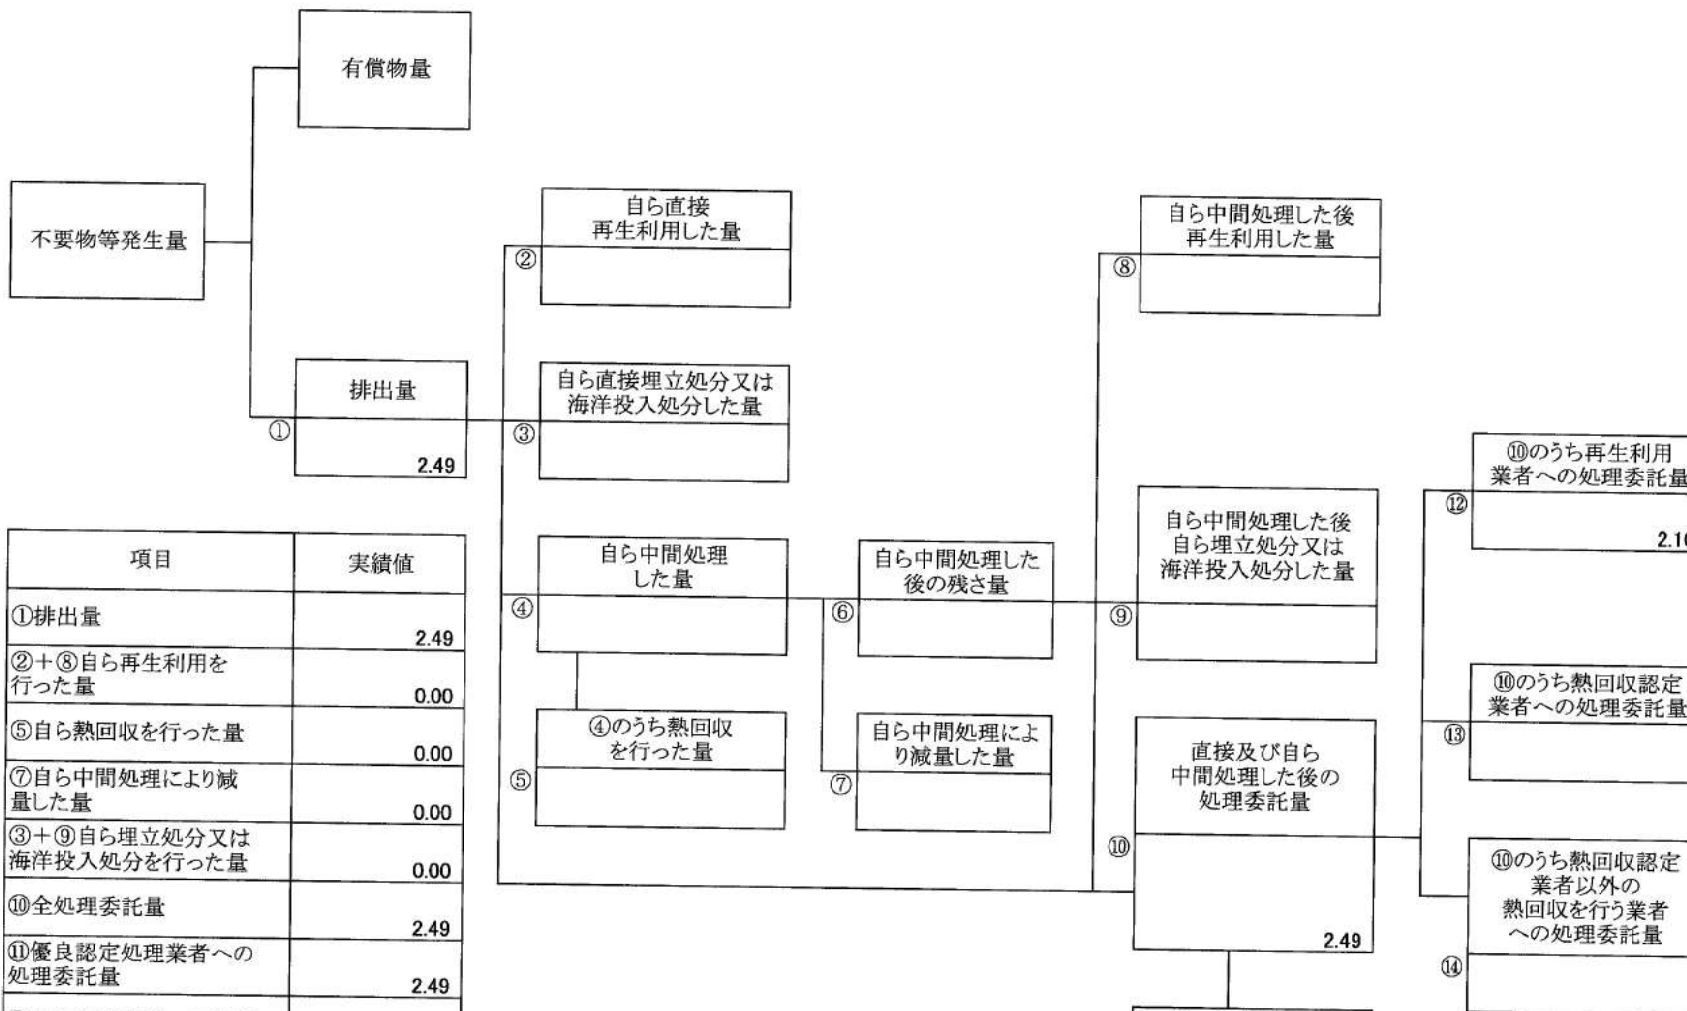 有償物量
不要物等発生量
自ら直接
再生利用した量
②
自ら中間処理した後
再生利用した量
⑧
排出量
①
2.49
自ら直接埋立処分又は
海洋投入処分した量
③
⑩のうち再生利用
業者への処理委託量
⑫
自ら中間処理
した量
④
自ら中間処理した
後の残さ量
⑥
自ら中間処理した後
自ら埋立処分又は
海洋投入処分した量
⑨
④のうち熱回収
を行った量
⑤
自ら中間処理によ
り減量した量
⑦
直接及び自ら
中間処理した後の
処理委託量
⑩
2.49
⑩のうち熱回収認定
業者への処理委託量
⑬
⑩のうち熱回収認定
業者以外の
熱回収を行う業者
への処理委託量
⑭
項目 実績値
①排出量 2.49
②+⑧自ら再生利用を
行った量 0.00
⑤自ら熱回収を行った量 0.00
⑦自ら中間処理により減
量した量 0.00
③+⑨自ら埋立処分又は
海洋投入処分を行った量 0.00
⑩全処理委託量 2.49
⑪優良認定処理業者への
処理委託量 2.49